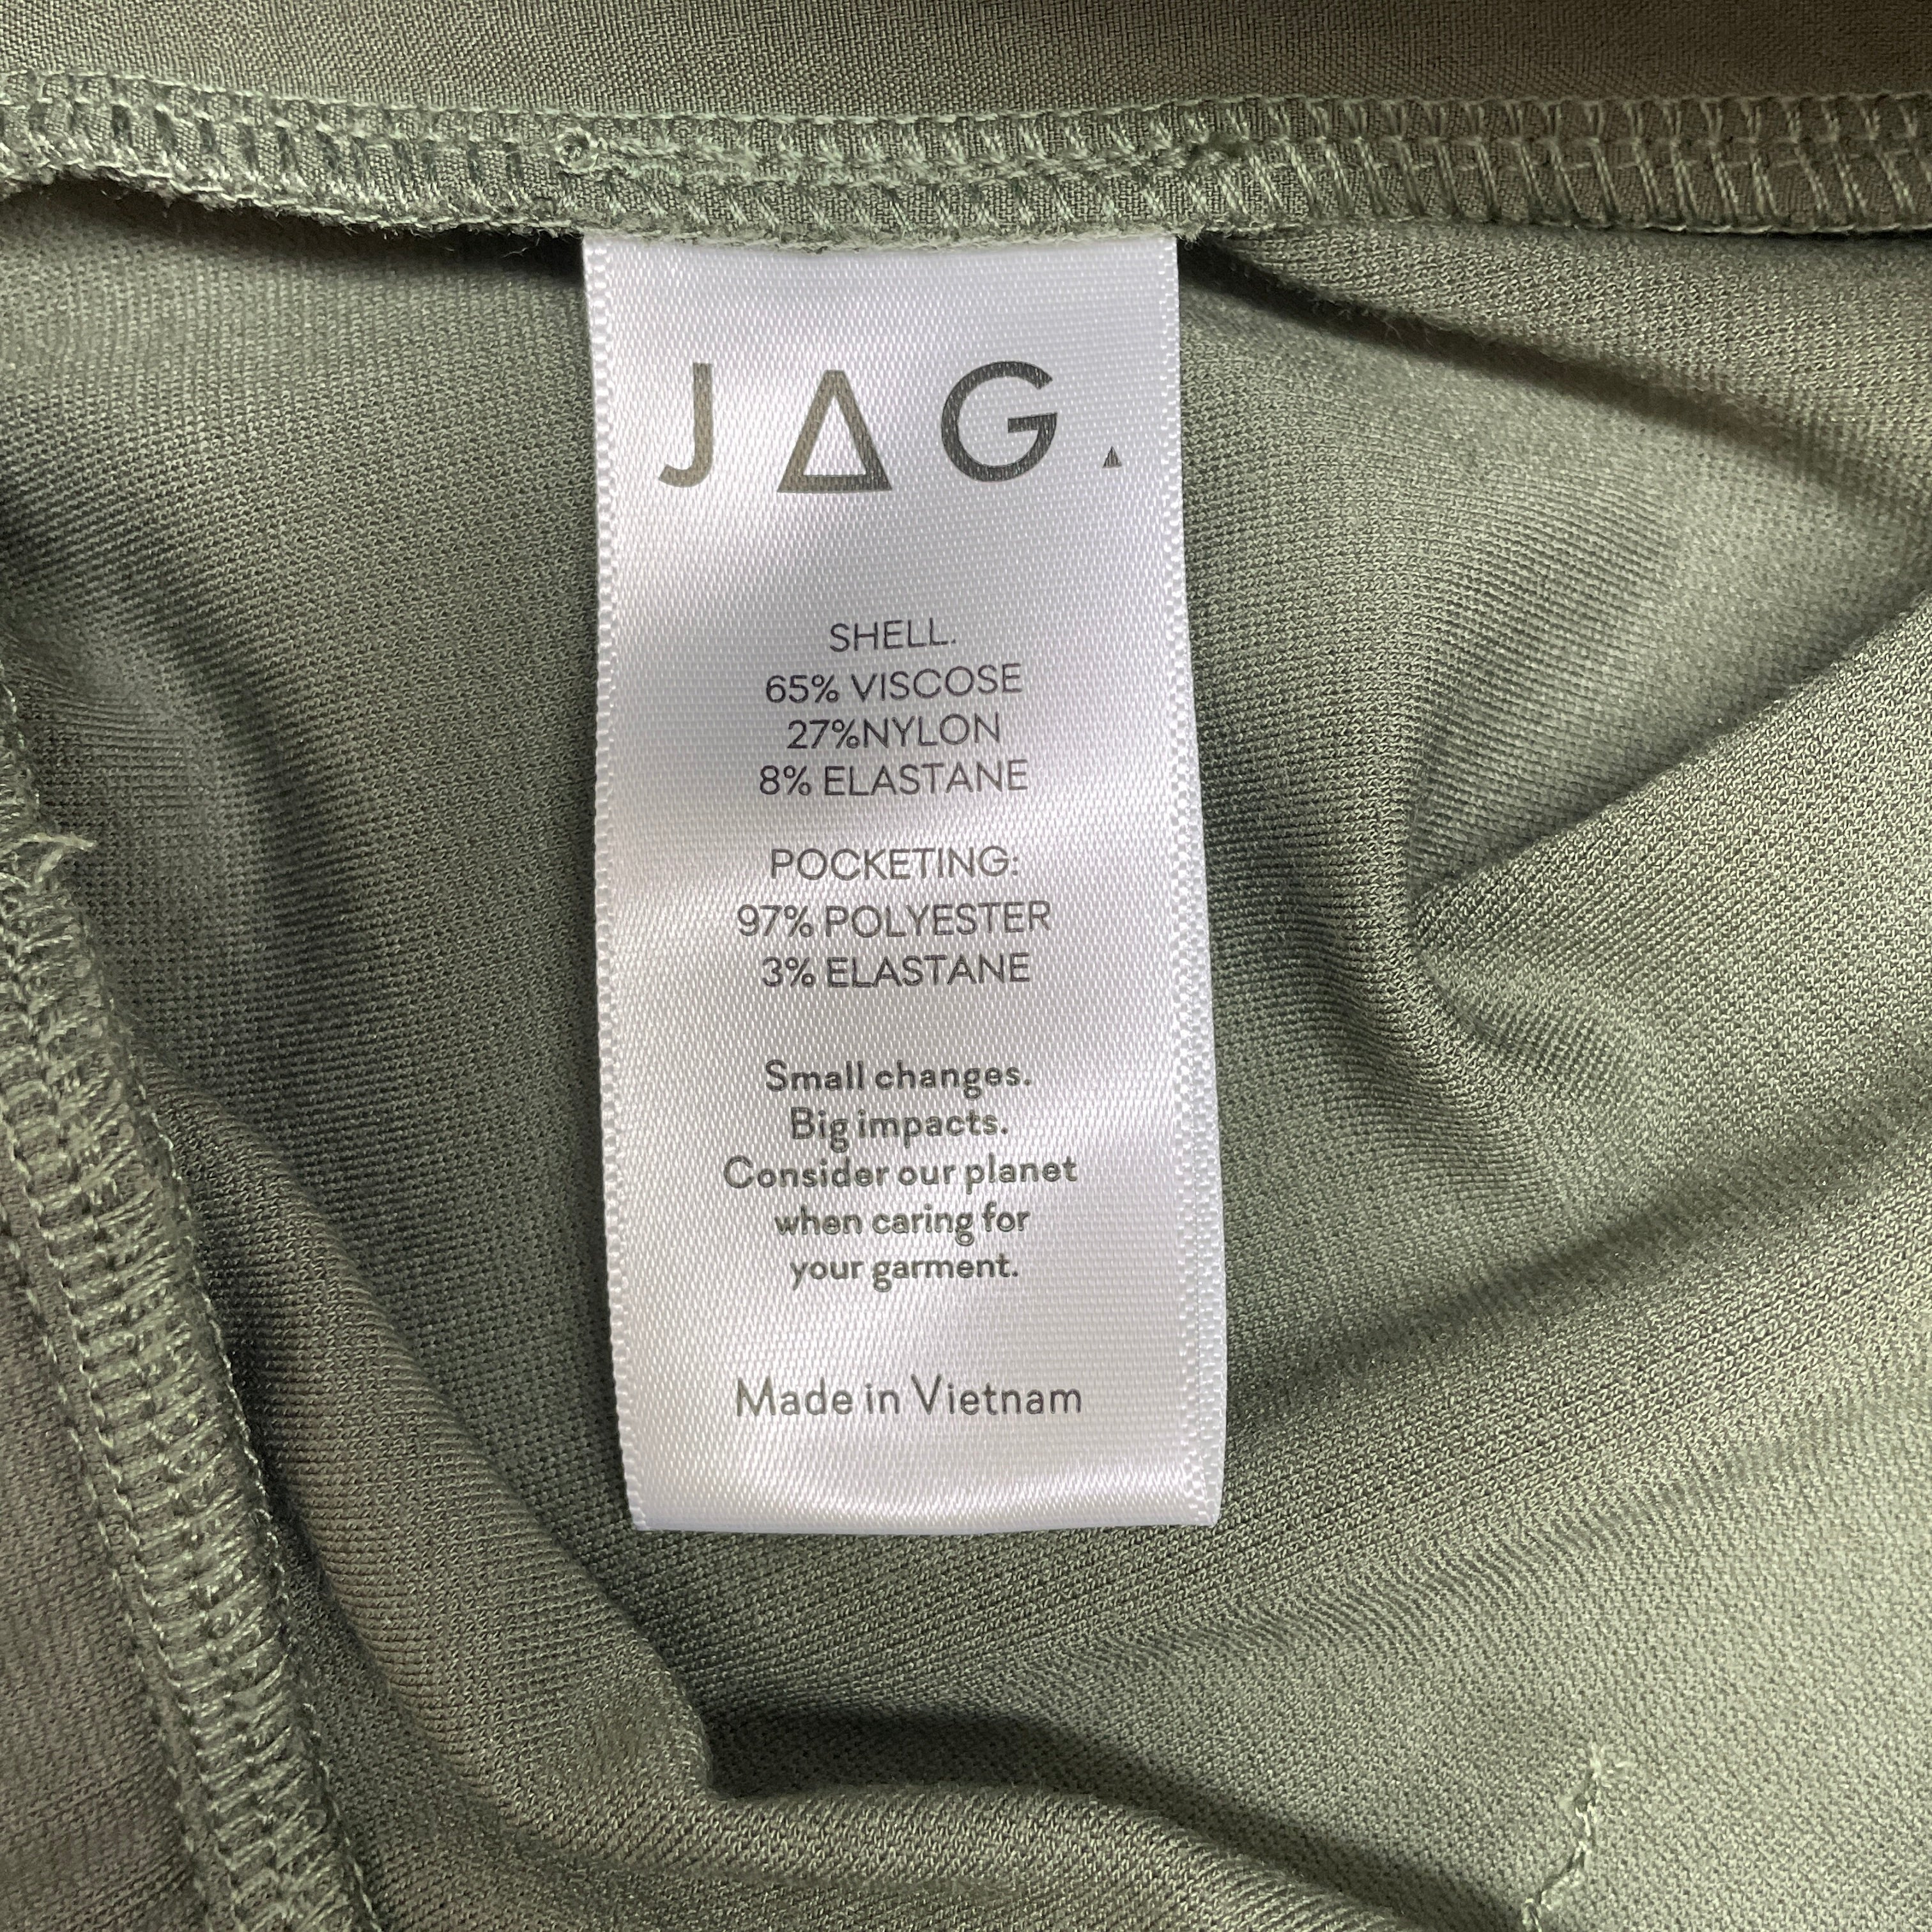 JAG.
SHELL.
65% VISCOSE
27%NYLON
8% ELASTANE
POCKETING:
97% POLYESTER
3% ELASTANE
Small changes.
Big impacts.
Consider our planet
when caring for
your garment.
Made in Vietnam